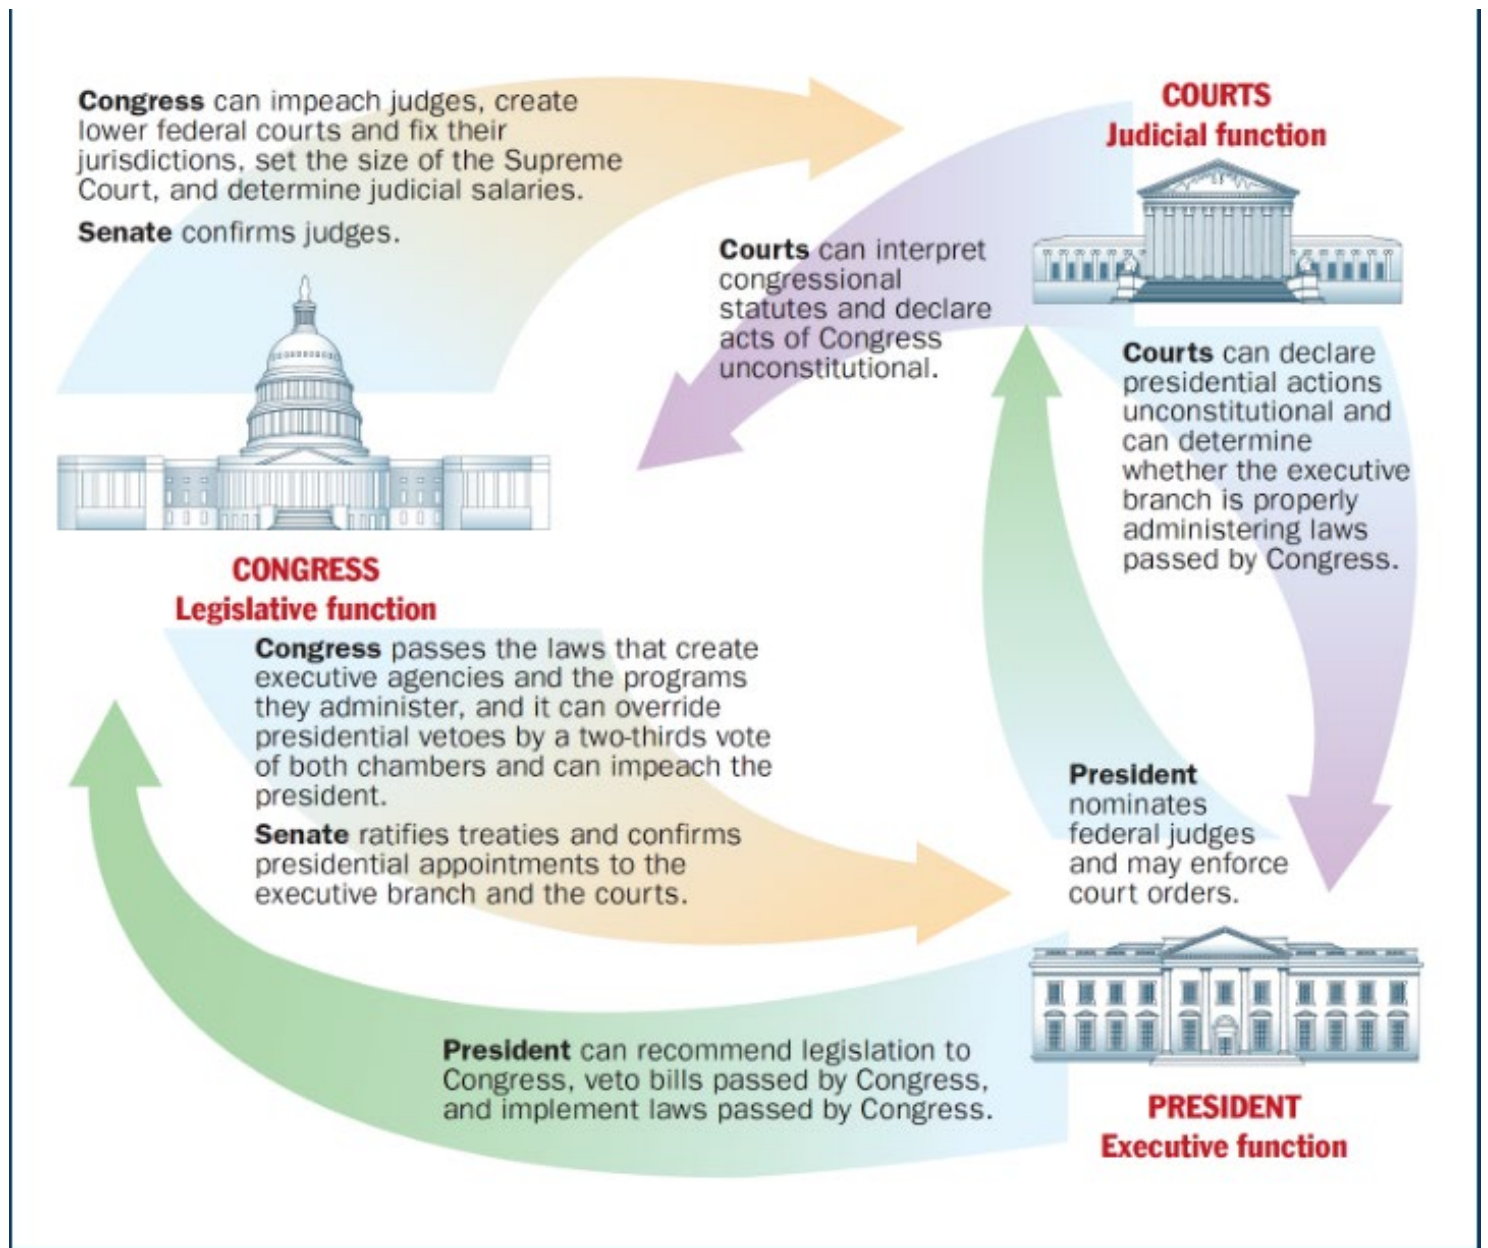 Congress can impeach judges, create
lower federal courts and fix their
jurisdictions, set the size of the Supreme
Court, and determine judicial salaries.
Senate confirms judges.
COURTS
Judicial function
Courts can interpret
congressional
statutes and declare
acts of Congress
unconstitutional.
Courts can declare
presidential actions
unconstitutional and
can determine
whether the executive
branch is properly
administering laws
passed by Congress.
CONGRESS
Legislative function
Congress passes the laws that create
executive agencies and the programs
they administer, and it can override
presidential vetoes by a two-thirds vote
of both chambers and can impeach the
president.
Senate ratifies treaties and confirms
presidential appointments to the
executive branch and the courts.
President
nominates
federal judges
and may enforce
court orders.
President can recommend legislation to
Congress, veto bills passed by Congress,
and implement laws passed by Congress.
PRESIDENT
Executive function